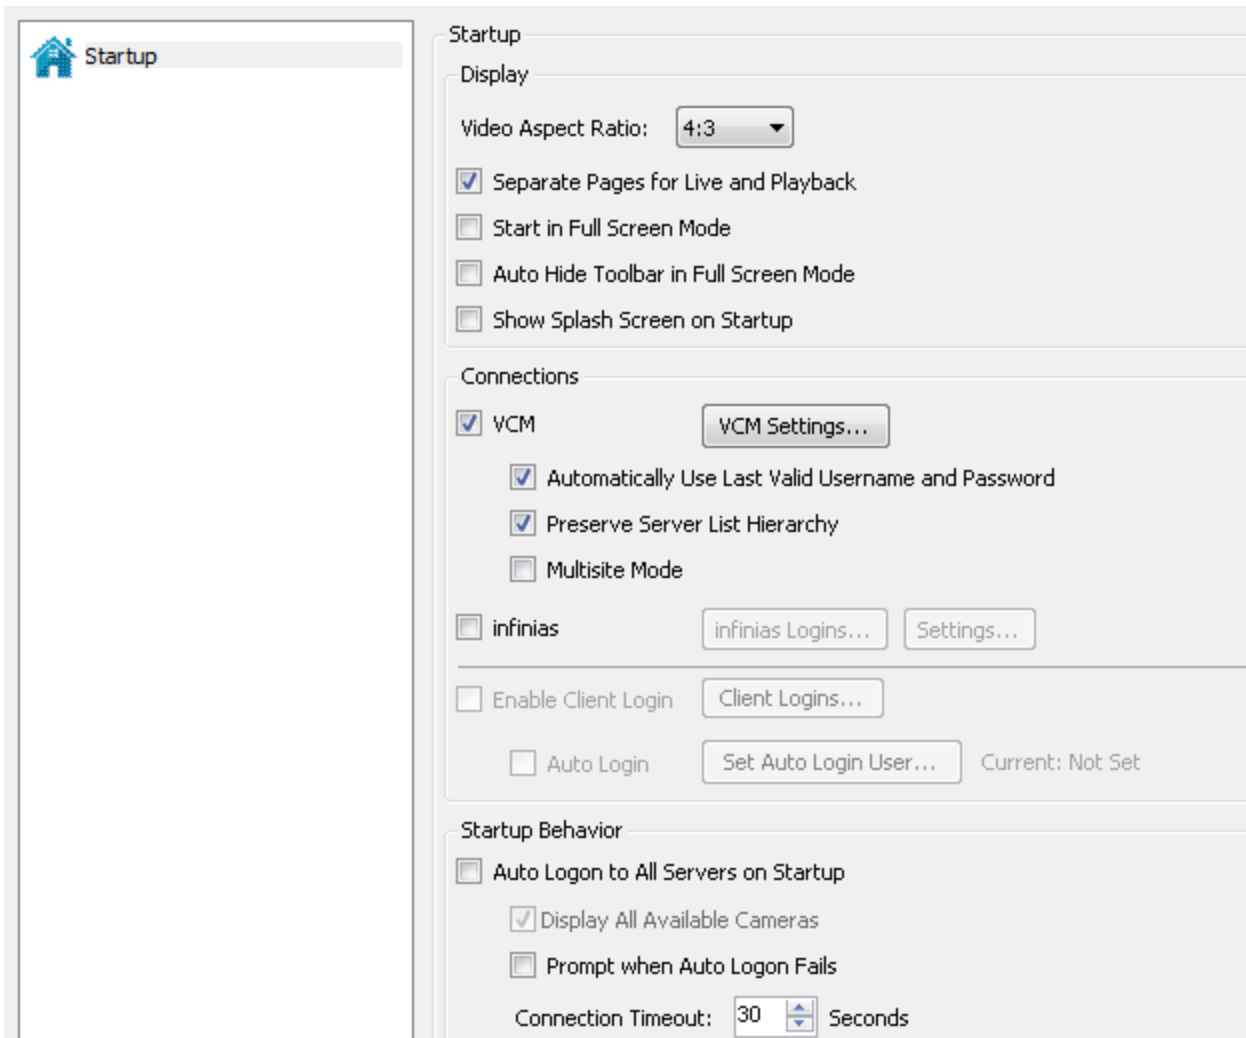 Startup
Startup
Display
Video Aspect Ratio: 4:3
Separate Pages for Live and Playback
Start in Full Screen Mode
Auto Hide Toolbar in Full Screen Mode
Show Splash Screen on Startup
Connections
VCM VCM Settings...
Automatically Use Last Valid Username and Password
Preserve Server List Hierarchy
Multisite Mode
infinias infinias Logins... Settings...
Enable Client Login Client Logins...
Auto Login Set Auto Login User... Current: Not Set
Startup Behavior
Auto Logon to All Servers on Startup
Display All Available Cameras
Prompt when Auto Logon Fails
Connection Timeout: 30 Seconds